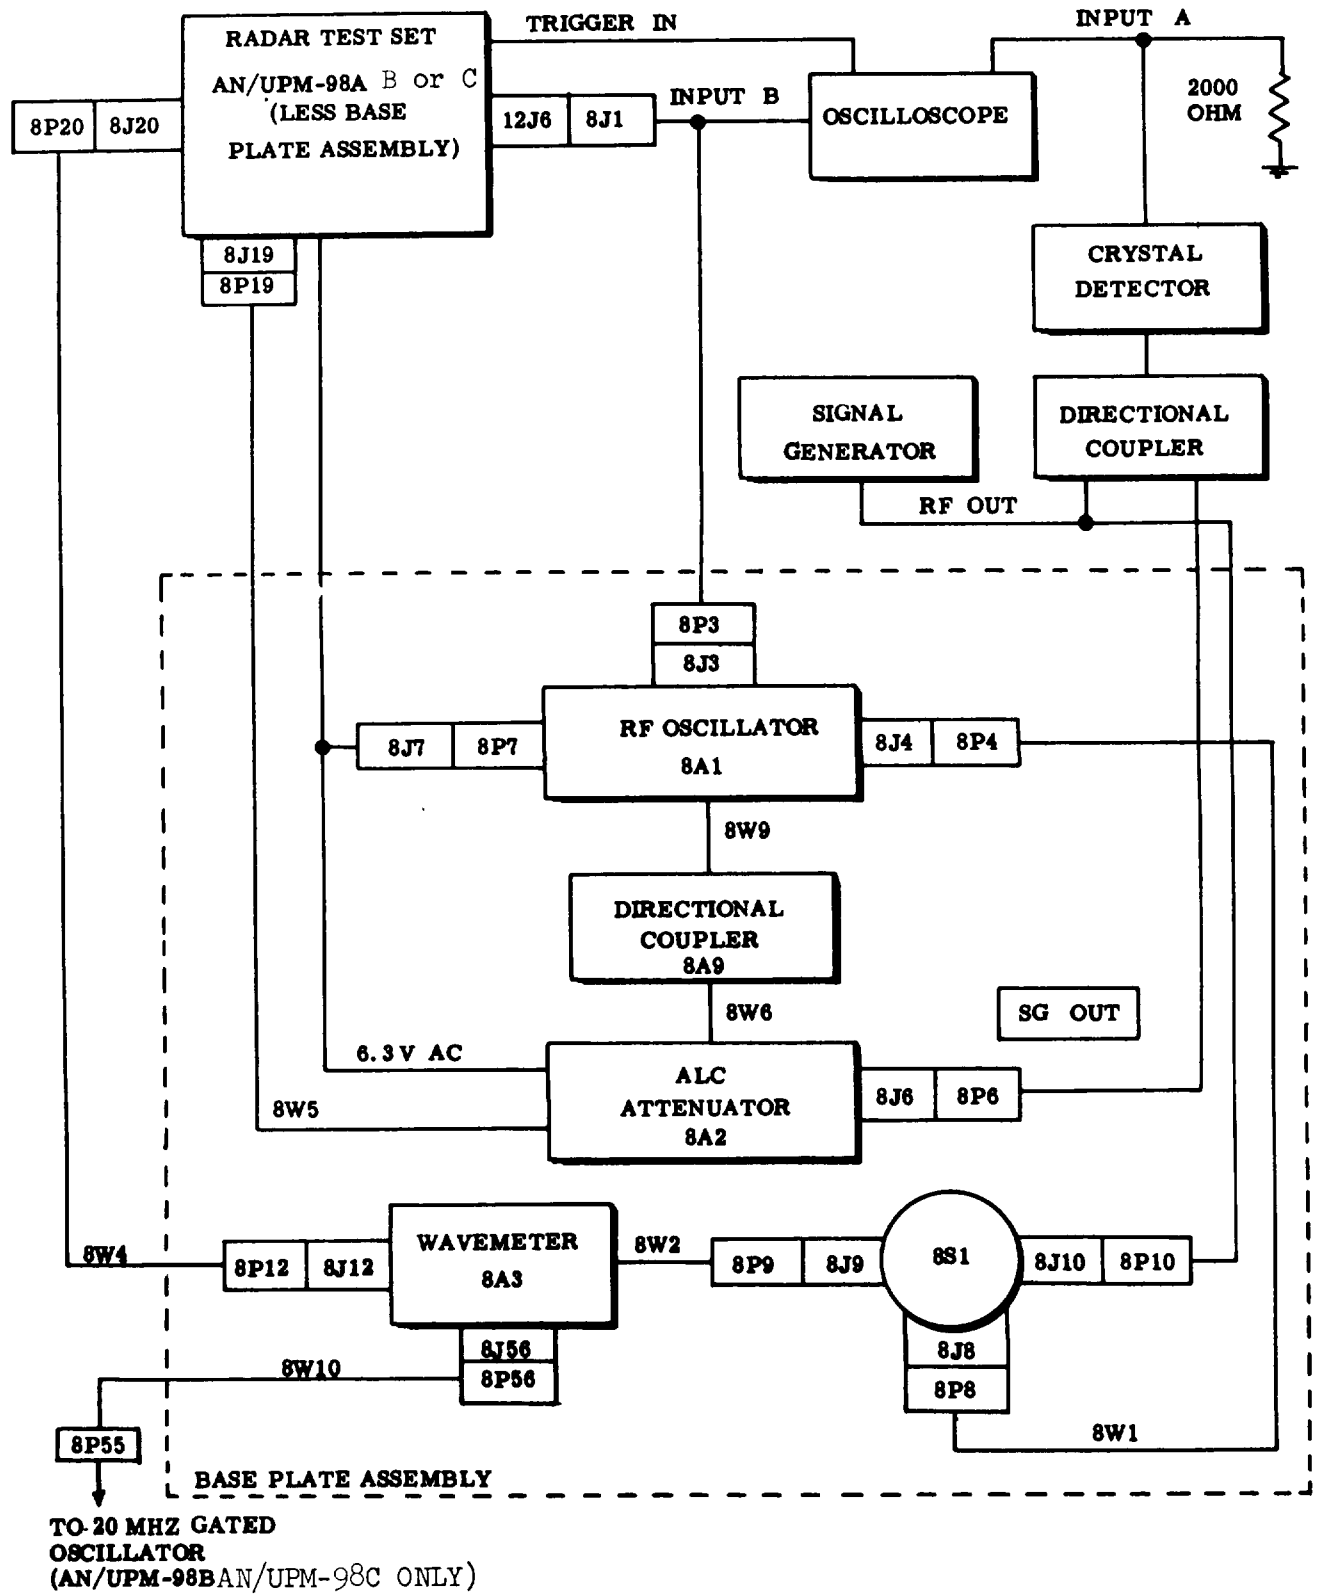 TRIGGER IN
INPUT A
RADAR TEST SET
AN/UPM-98A B or C
(LESS BASE
PLATE ASSEMBLY)
8P20
8J20
12J6
8J1
INPUT B
OSCILLOSCOPE
2000
OHM
8J19
8P19
CRYSTAL
DETECTOR
SIGNAL
GENERATOR
DIRECTIONAL
COUPLER
RF OUT
8P3
8J3
8J7
8P7
RF OSCILLATOR
8A1
8J4
8P4
8W9
DIRECTIONAL
COUPLER
8A9
8W6
SG OUT
6.3V AC
ALC
ATTENUATOR
8A2
8J6
8P6
8W5
8W4
8P12
8J12
WAVEMETER
8A3
8W2
8P9
8J9
8S1
8J10
8P10
8J56
8P56
8W10
8J8
8P8
8W1
8P55
BASE PLATE ASSEMBLY
TO 20 MHZ GATED
OSCILLATOR
(AN/UPM-98BAN/UPM-98C ONLY)